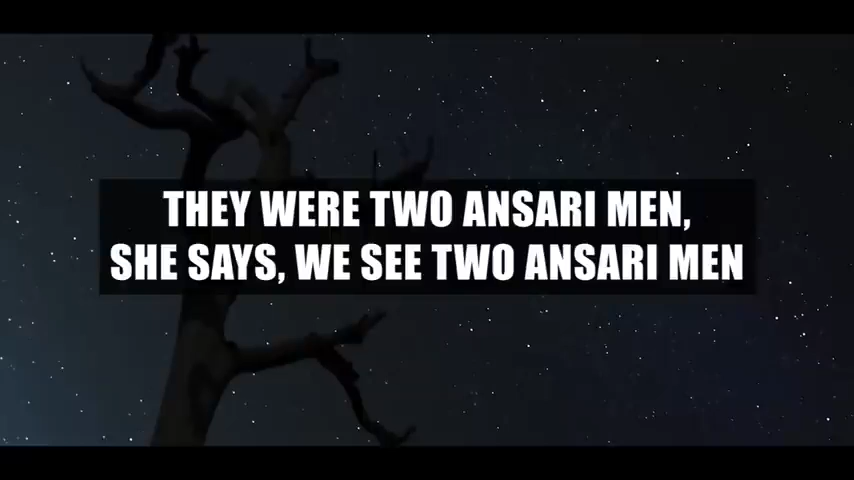 THEY WERE TWO ANSARI MEN,
SHE SAYS, WE SEE TWO ANSARI MEN